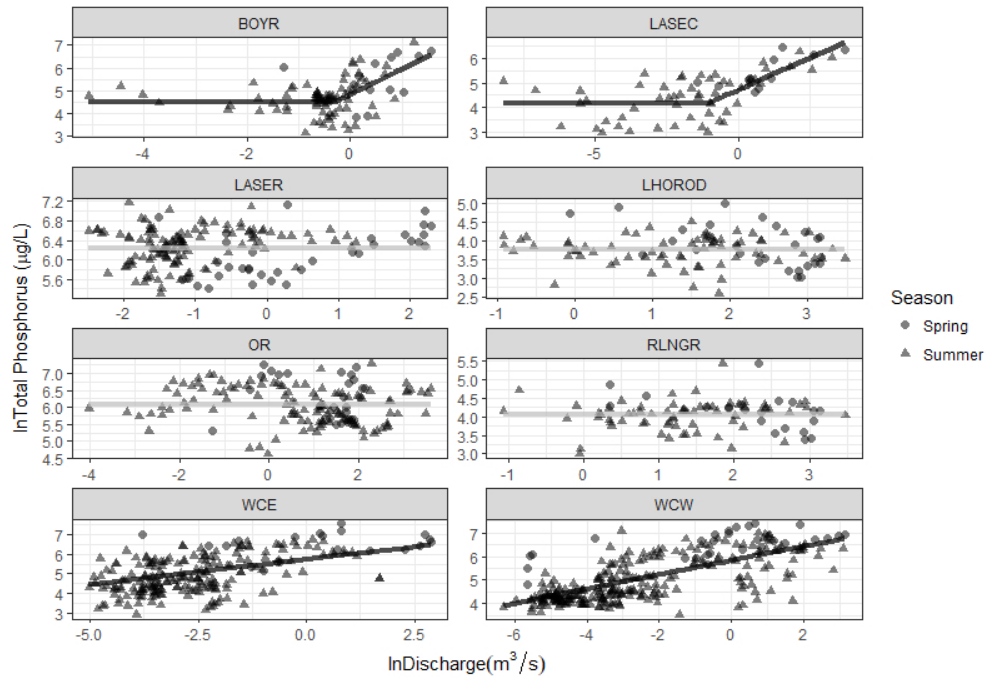 BOYR LASEC
7
6
5
4
3
-4 -2 0
6
5
4
3
-5 0
LASER LHOROD
7.2
6.8
6.4
6.0
5.6
-2 -1 0 1 2
5.0
4.5
4.0
3.5
3.0
2.5
-1 0 1 2 3
OR RLNGR
7.0
6.5
6.0
5.5
5.0
4.5
-4 -2 0 2
5.5
5.0
4.5
4.0
3.5
3.0
-1 0 1 2 3
WCE WCW
7
6
5
4
3
-5.0 -2.5 0.0 2.5
7
6
5
4
-6 -4 -2 0 2
lnTotal Phosphorus (µg/L)
lnDischarge(m³/s)
Season
Spring
Summer